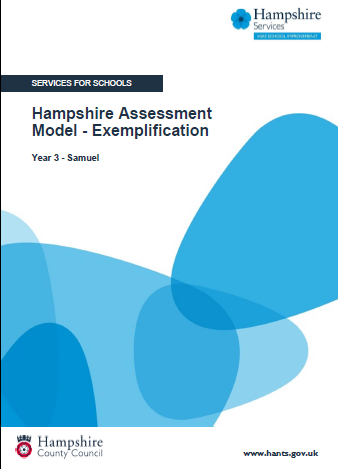 Hampshire
Services
HIAS SCHOOL IMPROVEMENT
SERVICES FOR SCHOOLS
Hampshire Assessment
Model - Exemplification
Year 3 - Samuel
Hampshire
County Council
www.hants.gov.uk